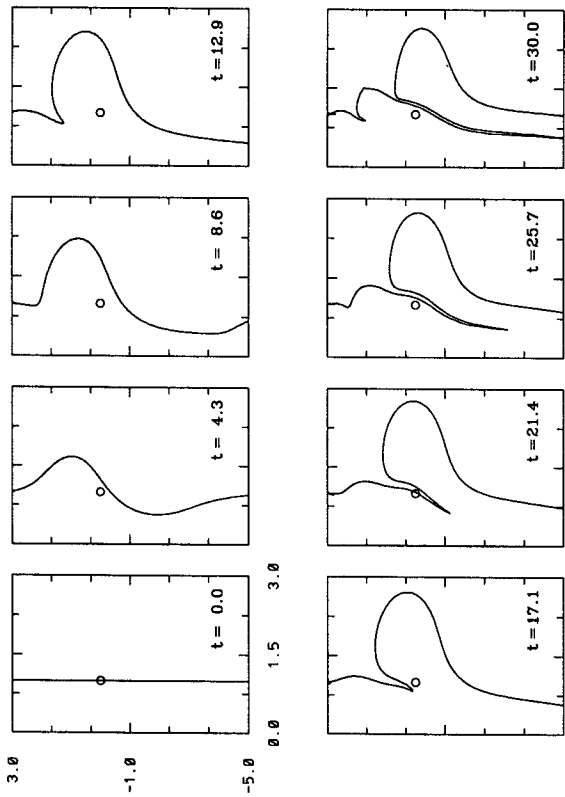 t = 12.9
t = 8.6
t = 4.3
t = 0.0
3.0
-1.0
-5.0
0.0
1.5
3.0
t = 30.0
t = 25.7
t = 21.4
t = 17.1